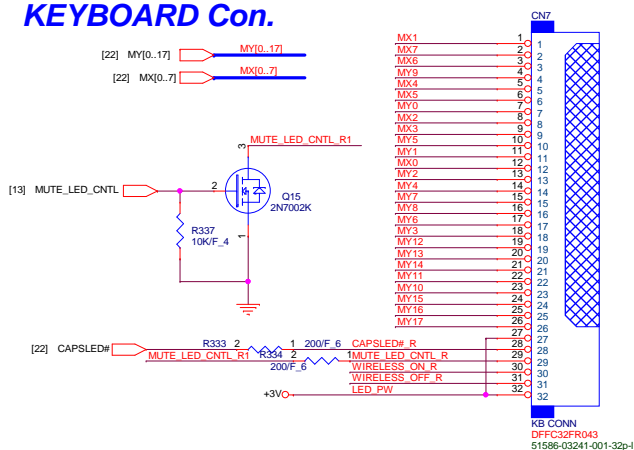 KEYBOARD Con.
[22] MY[0..17] MY[0..17]
[22] MX[0..7] MX[0..7]
MUTE_LED_CNTL_R1
3
[13] MUTE_LED_CNTL
2
1
Q15
2N7002K
R337
10K/F_4
[22] CAPSLED# R333 2 1 200/F_6 CAPSLED#_R
MUTE_LED_CNTL_R1 R334 2 1 MUTE_LED_CNTL_R
200/F_6
WIRELESS_ON_R
WIRELESS_OFF_R
+3V LED_PW
CN7
MX1 1 1
MX7 2 2
MX6 3 3
MY9 4 4
MX4 5 5
MX5 6 6
MY0 7 7
MX2 8 8
MX3 9 9
MY5 10 10
MY1 11 11
MX0 12 12
MY2 13 13
MY4 14 14
MY7 15 15
MY8 16 16
MY6 17 17
MY3 18 18
MY12 19 19
MY13 20 20
MY14 21 21
MY11 22 22
MY10 23 23
MY15 24 24
MY16 25 25
MY17 26 26
27 27
28 28
29 29
30 30
31 31
32 32
KB CONN
DFFC32FR043